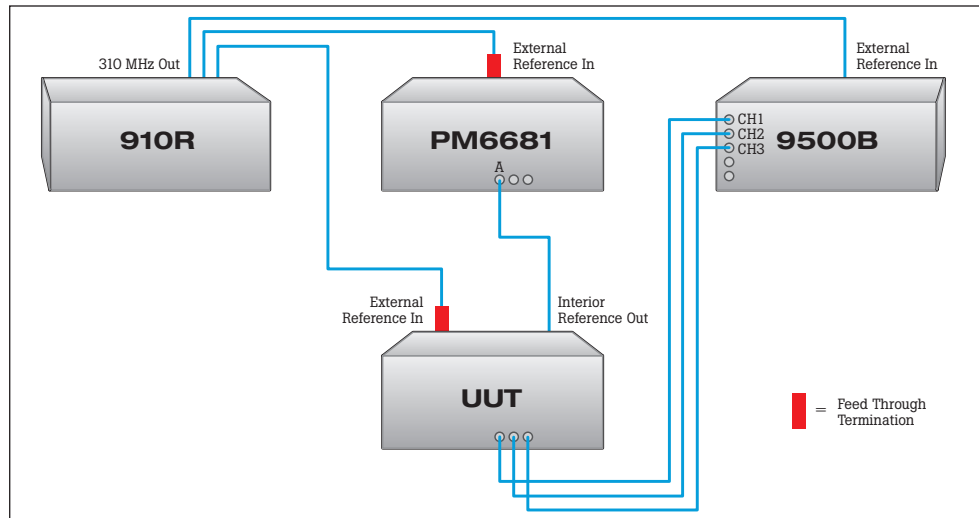 310 MHz Out
External
Reference In
External
Reference In
910R
PM6681
A
CH1
CH2
CH3
9500B
External
Reference In
Interior
Reference Out
UUT
= Feed Through
Termination